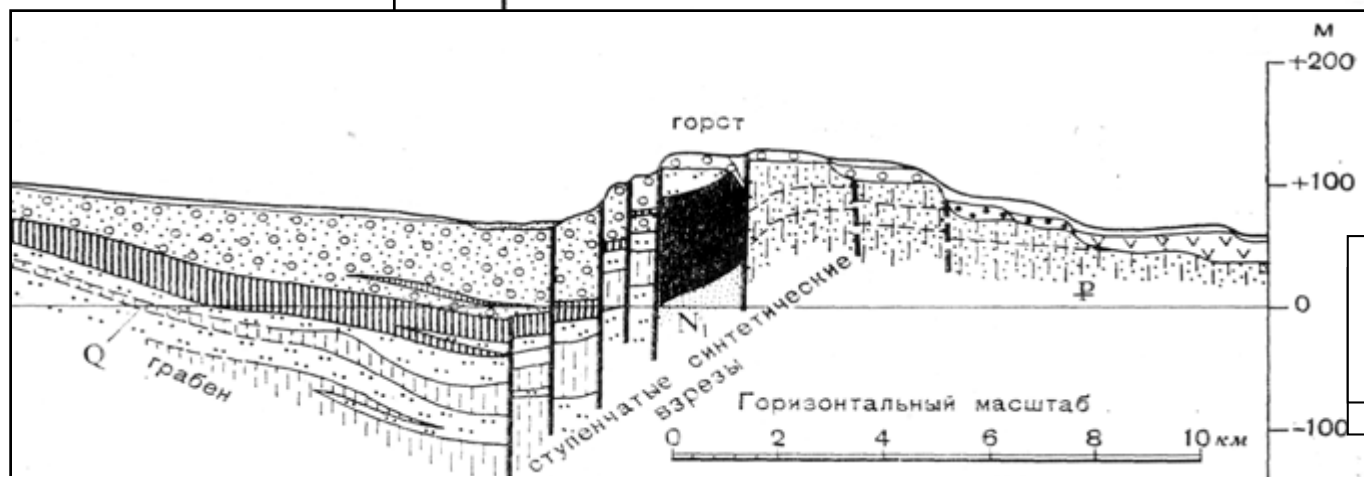 м
+200
горст
+100
0
-100
Q
грабен
N₁
P
ступенчатые синтетические
взрезы
Горизонтальный масштаб
0 2 4 6 8 10 км